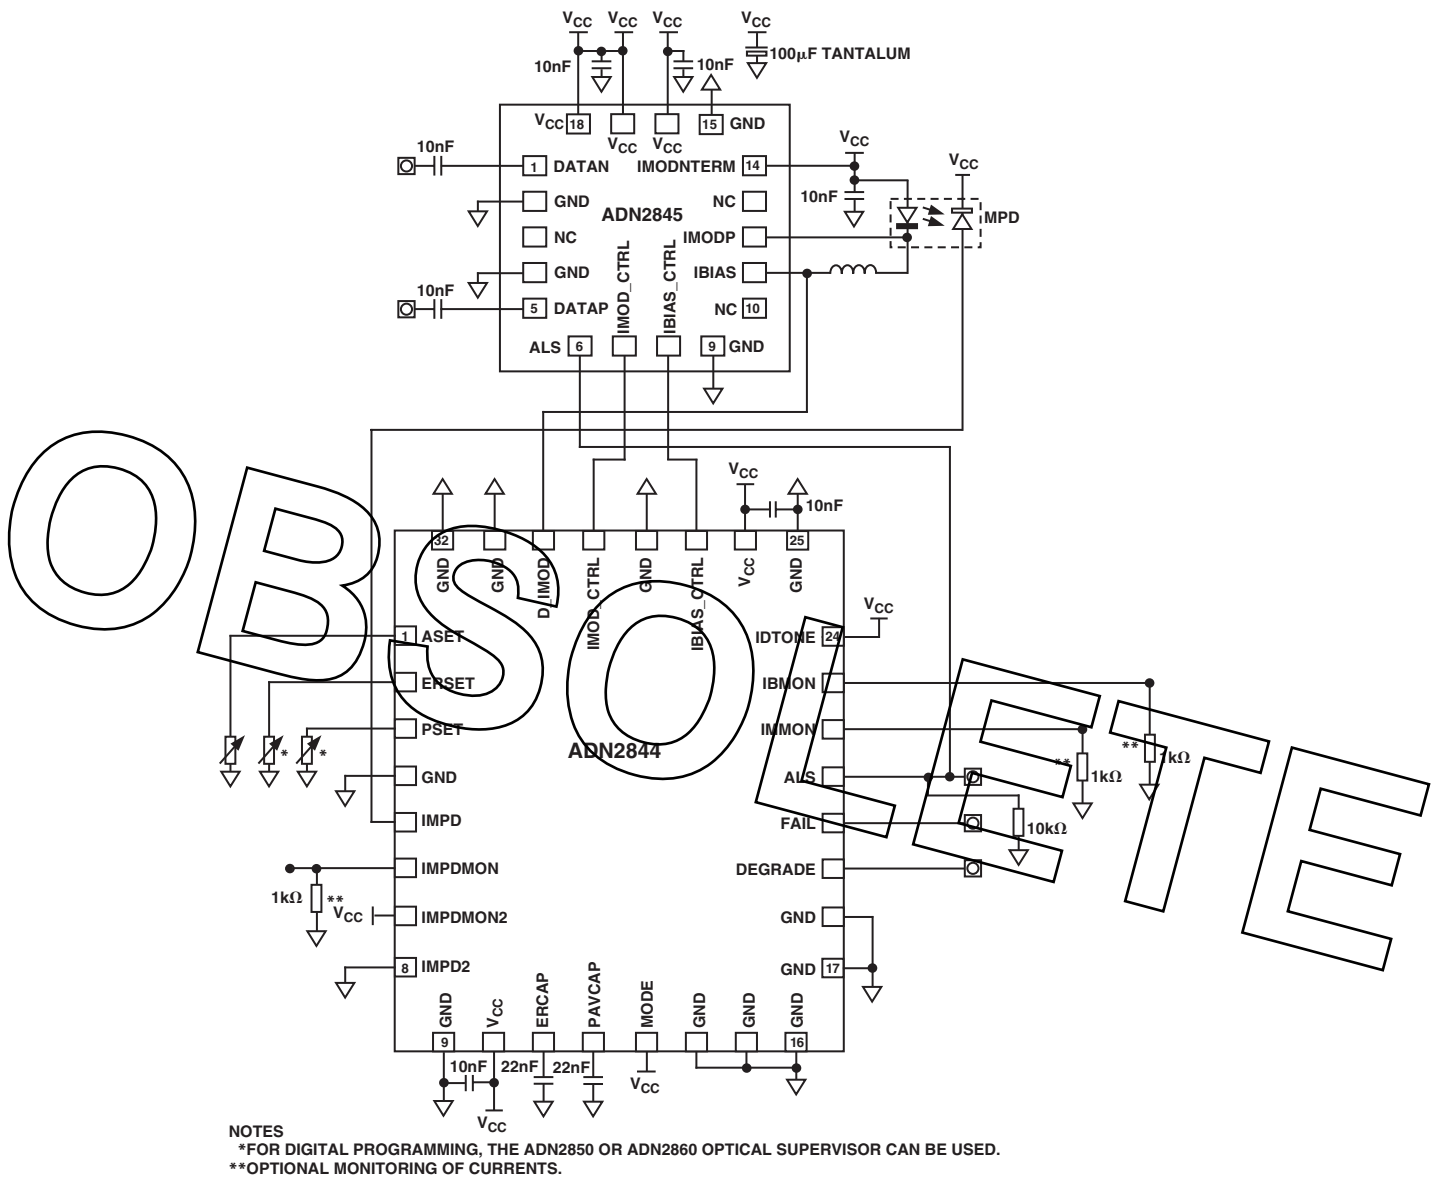 VCC VCC VCC VCC
10nF 10nF 100µF TANTALUM
VCC 18 VCC VCC 15 GND
10nF 1 DATAN IMODNTERM 14 VCC VCC
GND ADN2845 NC 10nF MPD
NC IMODP
GND IMOD_CTRL IBIAS_CTRL IBIAS
10nF 5 DATAP NC 10
ALS 6 9 GND
VCC 10nF
32 25
GND GND D_IMOD IMOD_CTRL GND IBIAS_CTRL VCC GND
OBSOLETE
1 ASET IDTONE 24 VCC
ERSET IBMON
PSET IMMON
* * ADN2844 ** 1kΩ ** 1kΩ
GND ALS
IMPD FAIL 10kΩ
IMPDMON DEGRADE
1kΩ **
VCC IMPDMON2 GND
8 IMPD2 GND 17
GND VCC ERCAP PAVCAP MODE GND GND GND
9 16
10nF 22nF 22nF VCC
VCC
NOTES
*FOR DIGITAL PROGRAMMING, THE ADN2850 OR ADN2860 OPTICAL SUPERVISOR CAN BE USED.
**OPTIONAL MONITORING OF CURRENTS.